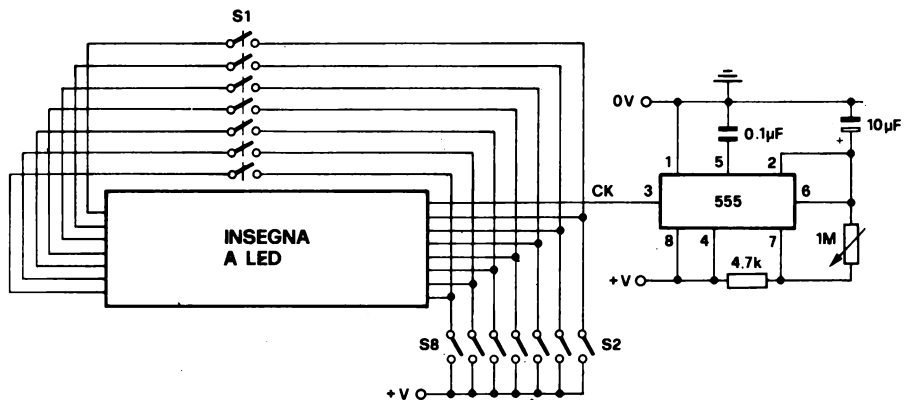 S1
0V
10µF
+
0.1µF
1 5 2
CK 3 555 6
8 4 7
1M
4.7k
+V
INSEGNA
A LED
S8 S2
+V